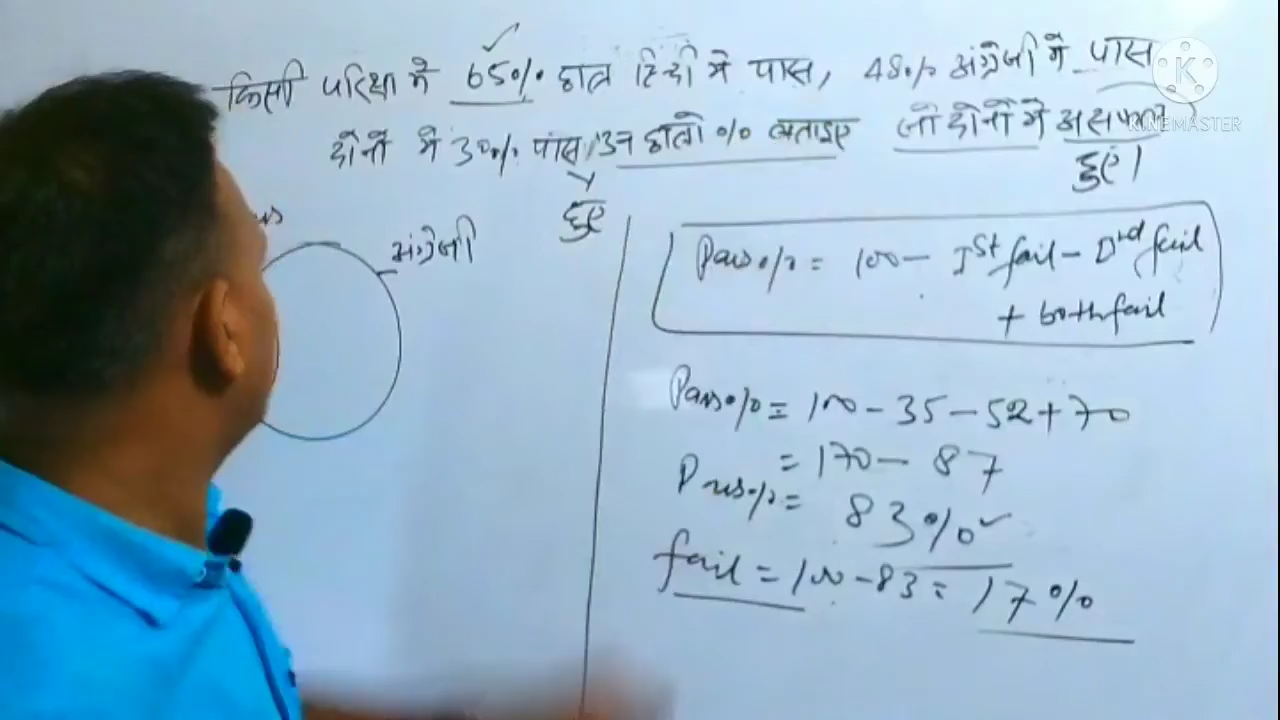 किसी परिक्षा में 65% छात्र हिन्दी मे पास, 48% अंग्रेजी में पास
दोनों मे 30% पास उन छात्रो % बताइए जो दोनों में असफल
हुए
हुए।
अंग्रेजी
Pass % = 100 - Ist fail - IInd fail
+ both fail
Pass % = 100 - 35 - 52 + 70
= 170 - 87
Pass % = 83%
fail = 100 - 83 = 17%
K
KINEMASTER